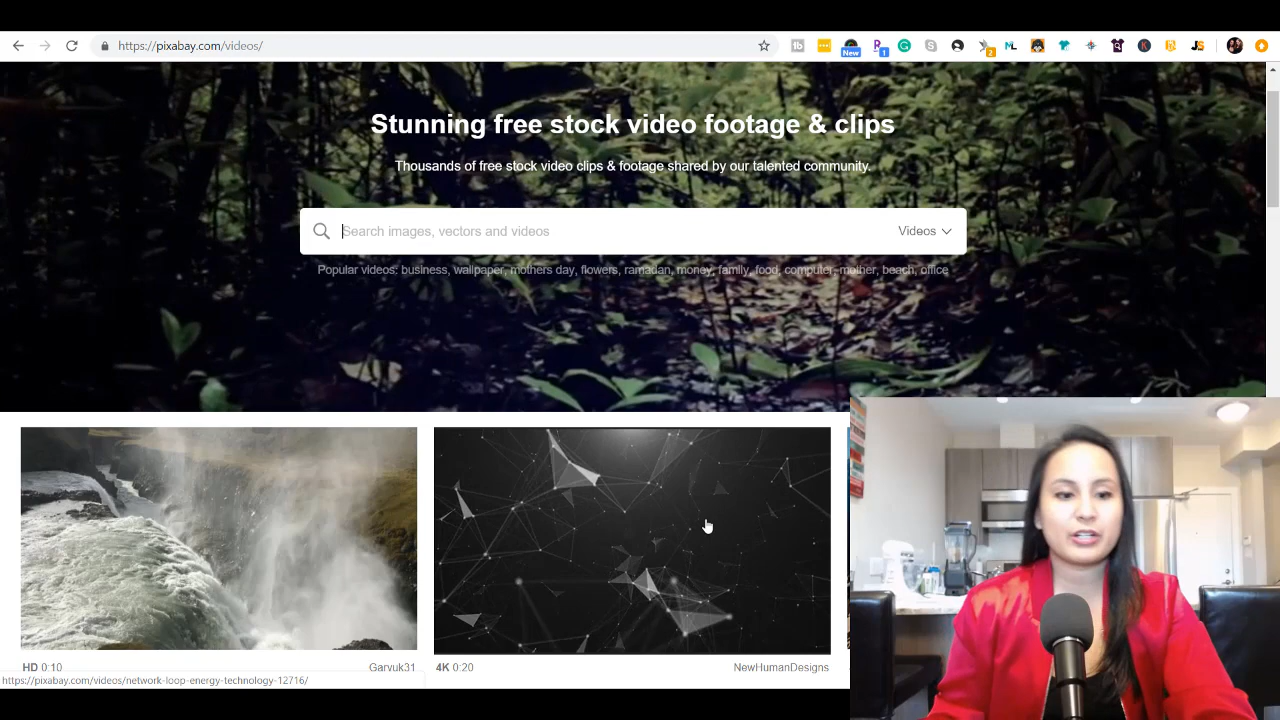 https://pixabay.com/videos/
New
1
2
Stunning free stock video footage & clips
Thousands of free stock video clips & footage shared by our talented community.
Search images, vectors and videos
Videos
Popular videos: business, wallpaper, mothers day, flowers, ramadan, money, family, food, computer, mother, beach, office
HD 0:10
Garvuk31
4K 0:20
NewHumanDesigns
https://pixabay.com/videos/network-loop-energy-technology-12716/